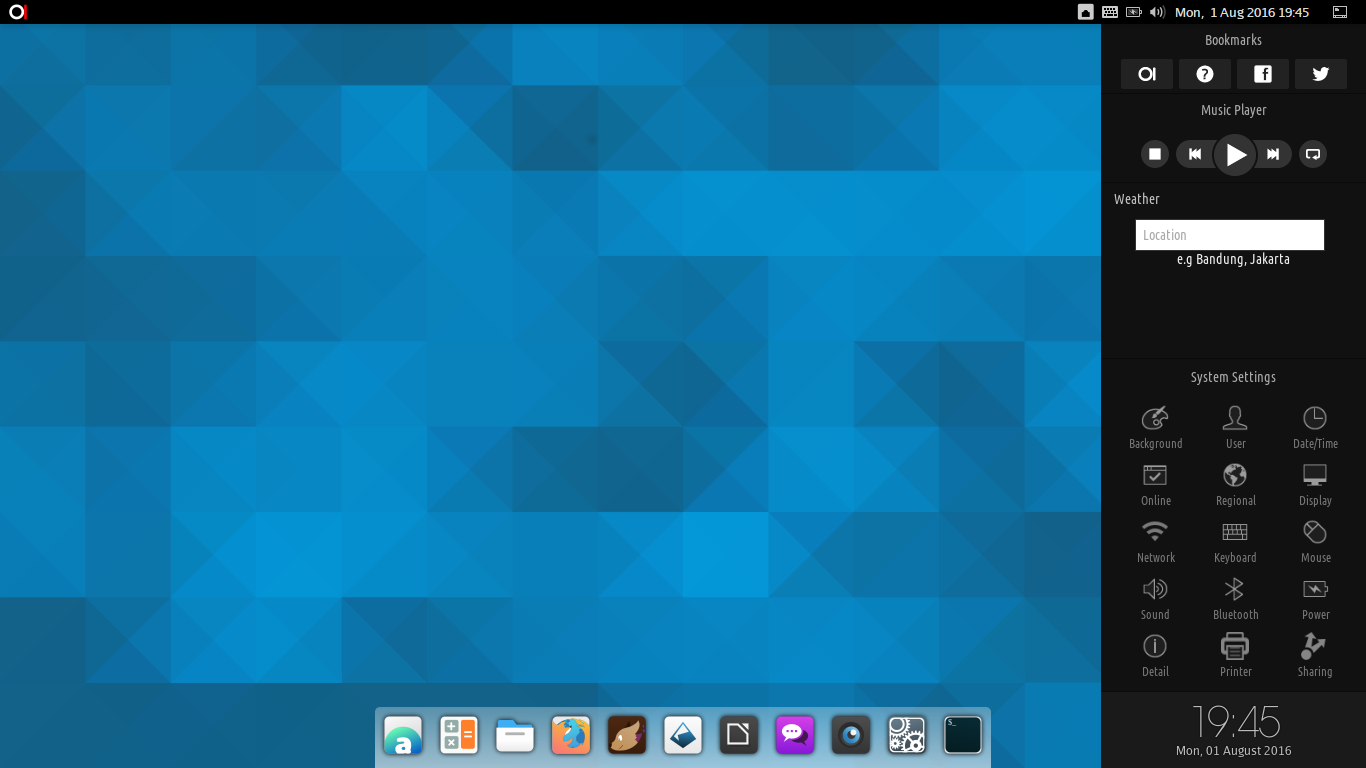 Mon, 1 Aug 2016 19:45
Bookmarks
Music Player
Weather
Location
e.g Bandung, Jakarta
System Settings
Background User Date/Time
Online Regional Display
Network Keyboard Mouse
Sound Bluetooth Power
Detail Printer Sharing
a
$_
19:45
Mon, 01 August 2016